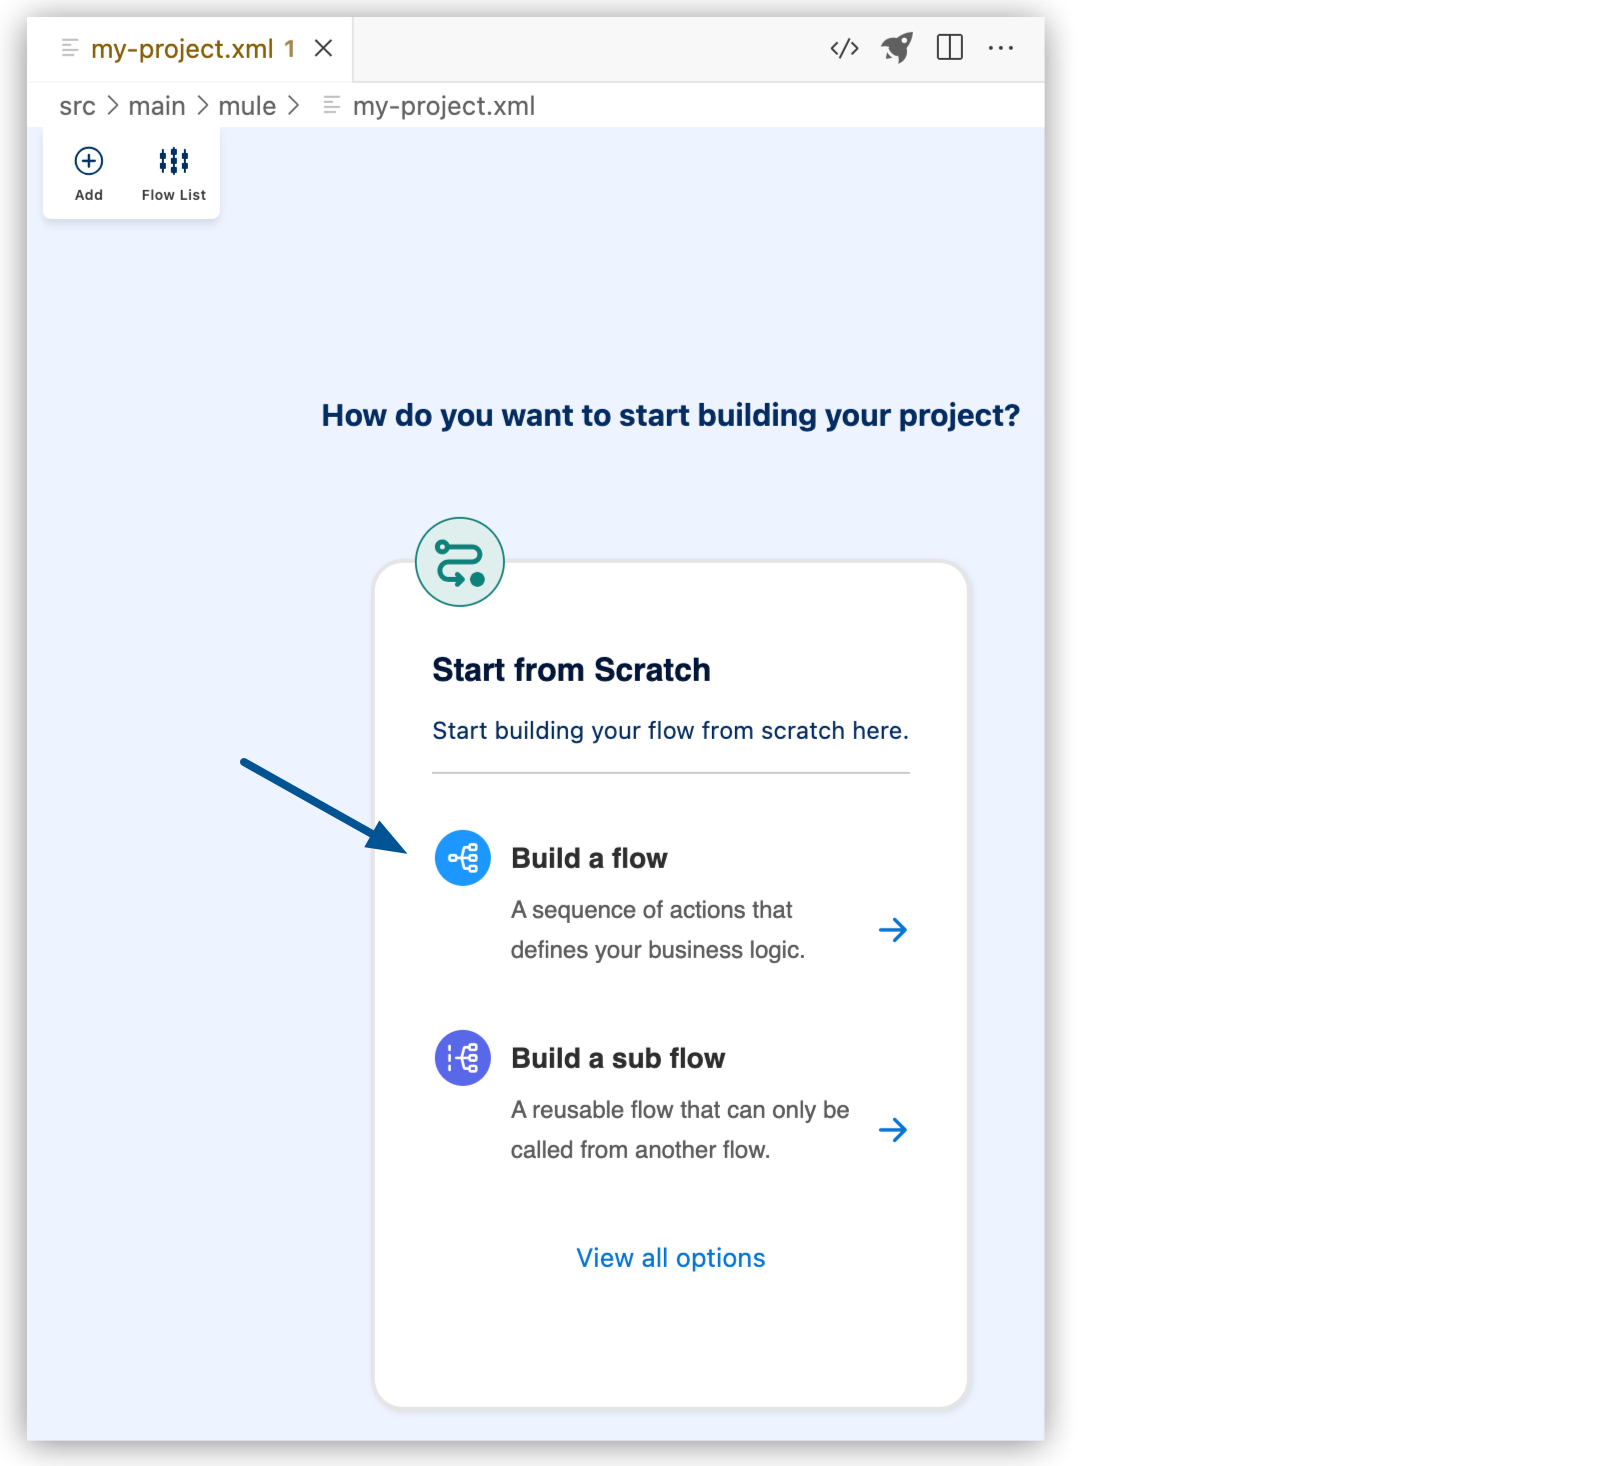 my-project.xml 1
src > main > mule > my-project.xml
Add Flow List
How do you want to start building your project?
Start from Scratch
Start building your flow from scratch here.
Build a flow
A sequence of actions that
defines your business logic.
Build a sub flow
A reusable flow that can only be
called from another flow.
View all options